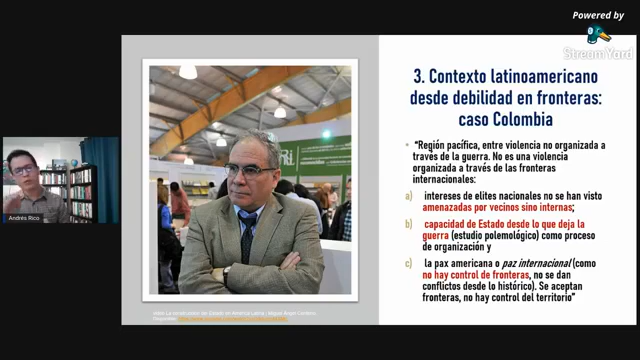 Powered by
StreamYard
3. Contexto latinoamericano
desde debilidad en fronteras:
caso Colombia
• "Región pacífica, entre violencia no organizada a
través de la guerra. No es una violencia
organizada a través de las fronteras
internacionales:
a) intereses de elites nacionales no se han visto
amenazadas por vecinos sino internas;
b) capacidad de Estado desde lo que deja la
guerra (estudio polemológico) como proceso
de organización y
c) la pax americana o paz internacional (como
no hay control de fronteras, no se dan
conflictos desde lo histórico). Se aceptan
fronteras, no hay control del territorio"
Andrés Rico